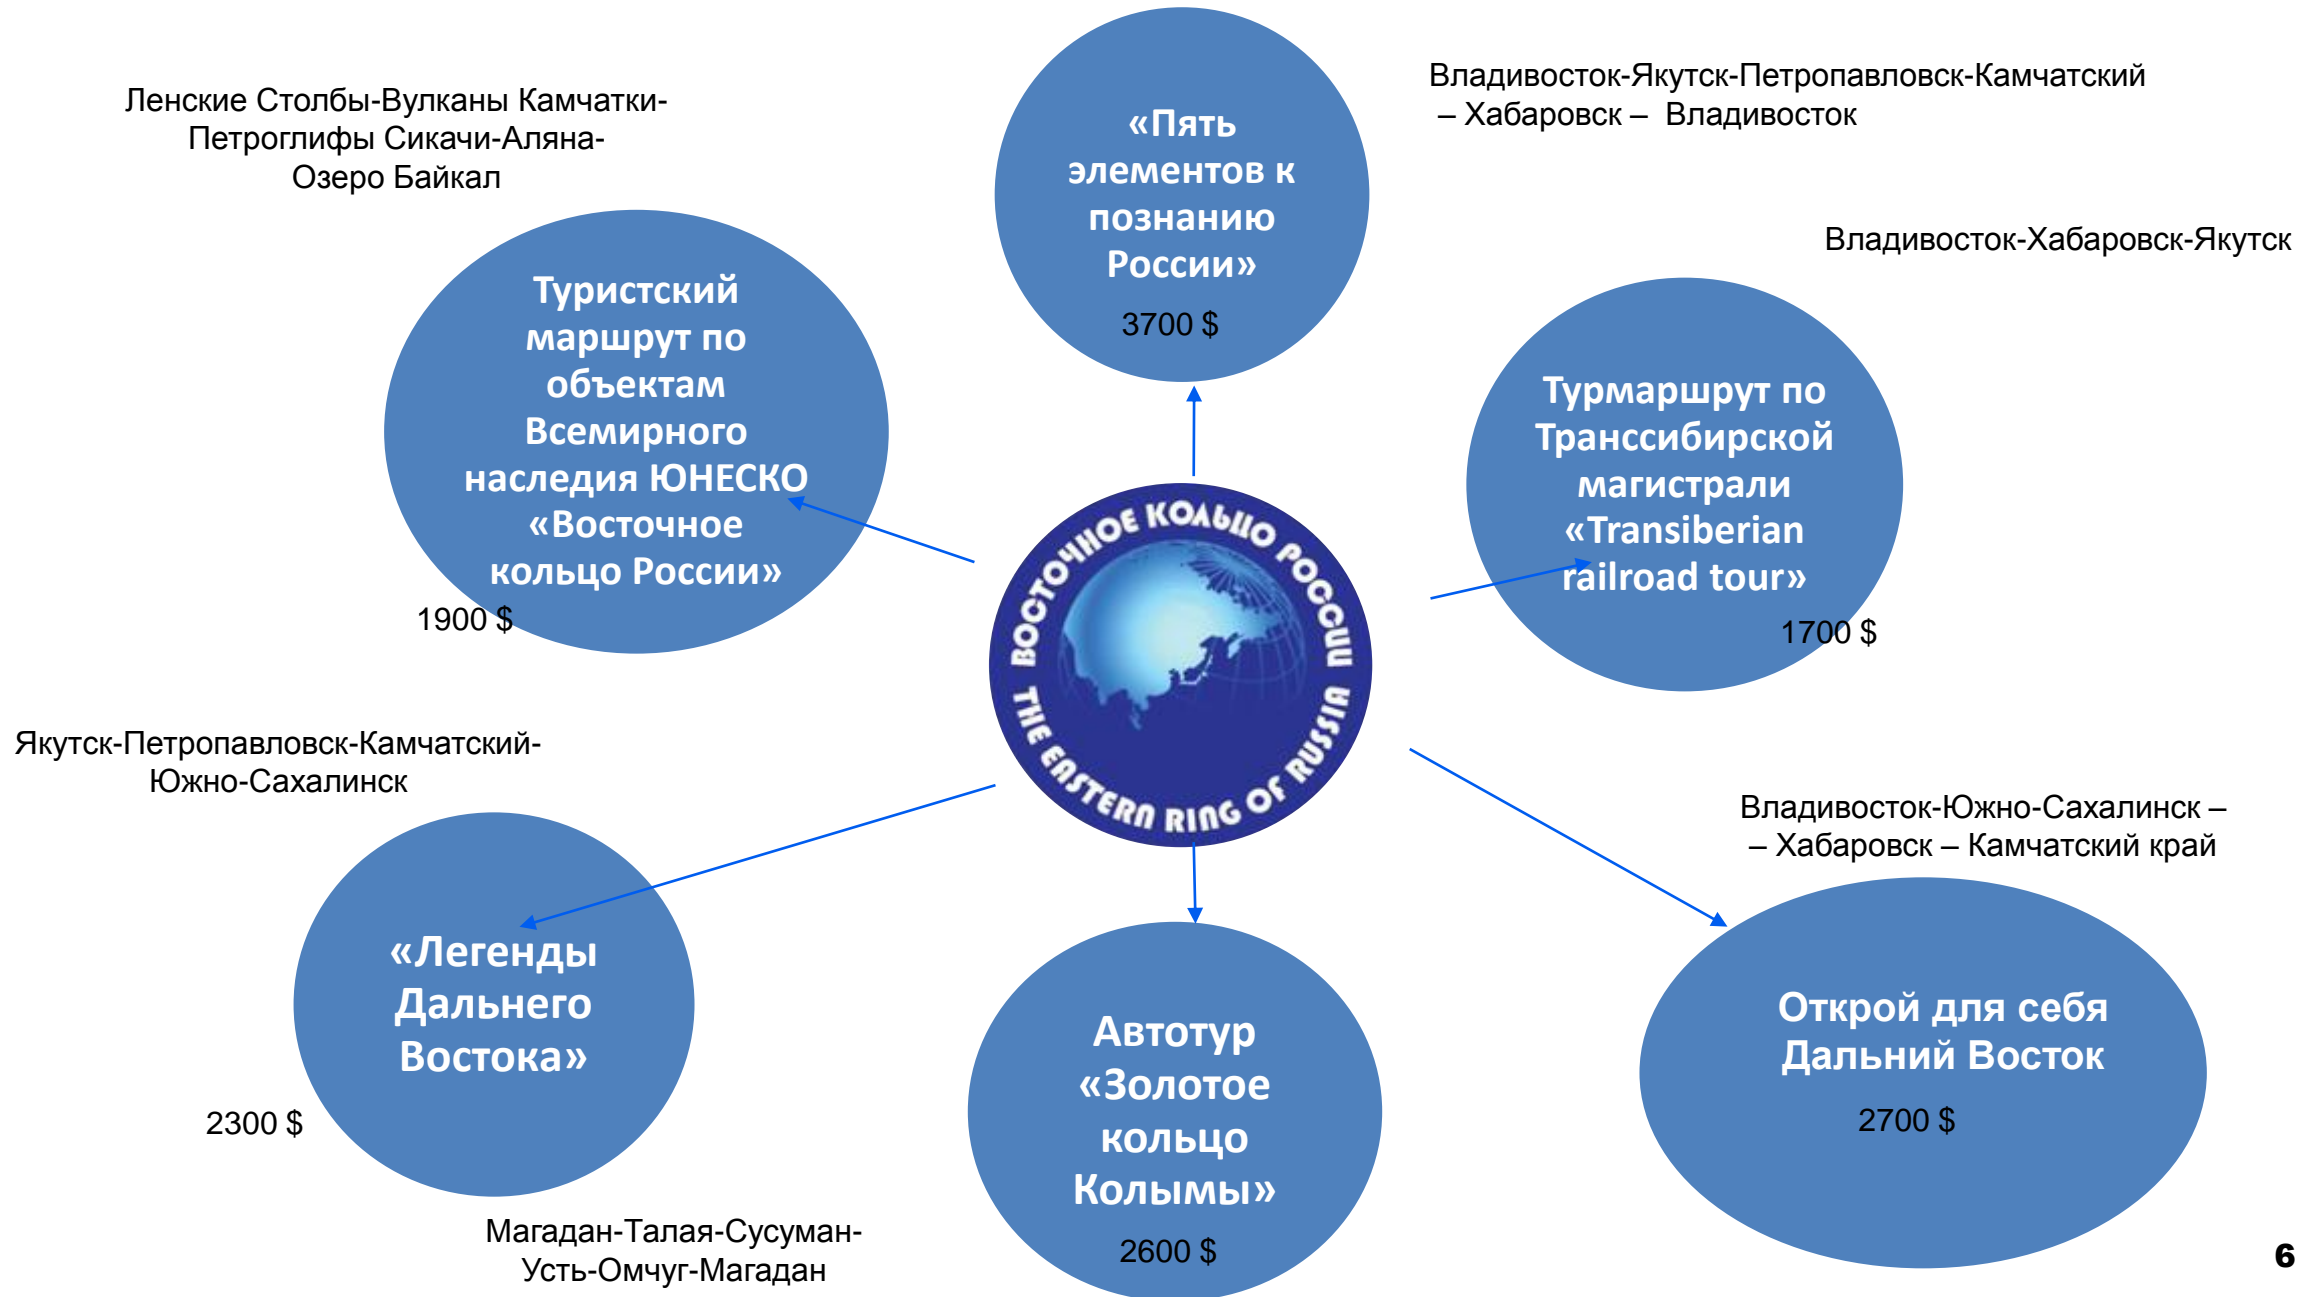 Ленские Столбы-Вулканы Камчатки-
Петроглифы Сикачи-Аляна-
Озеро Байкал
«Пять
элементов к
познанию
России»
3700 $
Владивосток-Якутск-Петропавловск-Камчатский
– Хабаровск – Владивосток
Владивосток-Хабаровск-Якутск
Туристский
маршрут по
объектам
Всемирного
наследия ЮНЕСКО
«Восточное
кольцо России»
1900 $
Турмаршрут по
Транссибирской
магистрали
«Transiberian
railroad tour»
1700 $
ВОСТОЧНОЕ КОЛЬЦО РОССИИ
THE EASTERN RING OF RUSSIA
Якутск-Петропавловск-Камчатский-
Южно-Сахалинск
«Легенды
Дальнего
Востока»
2300 $
Магадан-Талая-Сусуман-
Усть-Омчуг-Магадан
Автотур
«Золотое
кольцо
Колымы»
2600 $
Владивосток-Южно-Сахалинск –
– Хабаровск – Камчатский край
Открой для себя
Дальний Восток
2700 $
6